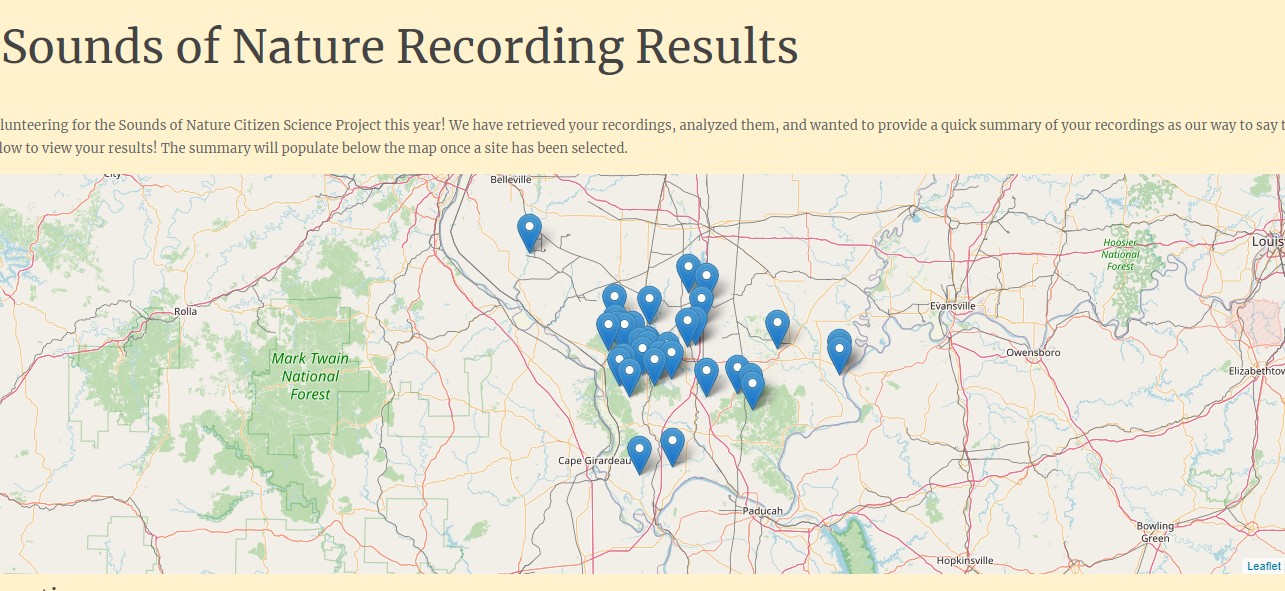 Sounds of Nature Recording Results
lunteering for the Sounds of Nature Citizen Science Project this year! We have retrieved your recordings, analyzed them, and wanted to provide a quick summary of your recordings as our way to say t
low to view your results! The summary will populate below the map once a site has been selected.
City
Belleville
Hoosier
National
Forest
Louis
Rolla
Evansville
Mark Twain
National
Forest
Owensboro
Elizabethtow
Cape Girardeau
Paducah
Bowling
Green
Hopkinsville
Leaflet